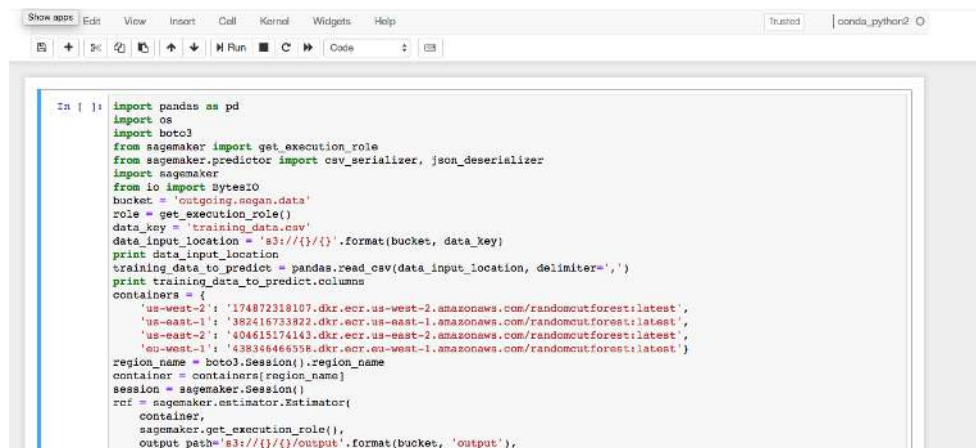 Show apps Edit View Insert Cell Kernel Widgets Help Trusted conda_python2
Run Code
In [ ]: import pandas as pd
import os
import boto3
from sagemaker import get_execution_role
from sagemaker.predictor import csv_serializer, json_deserializer
import sagemaker
from io import BytesIO
bucket = 'outgoing.segan.data'
role = get_execution_role()
data_key = 'training_data.csv'
data_input_location = 's3://{}/{}'.format(bucket, data_key)
print data_input_location
training_data_to_predict = pandas.read_csv(data_input_location, delimiter=',')
print training_data_to_predict.columns
containers = {
'us-west-2': '174872318107.dkr.ecr.us-west-2.amazonaws.com/randomcutforest:latest',
'us-east-1': '382416733822.dkr.ecr.us-east-1.amazonaws.com/randomcutforest:latest',
'us-east-2': '404615174143.dkr.ecr.us-east-2.amazonaws.com/randomcutforest:latest',
'eu-west-1': '438346466558.dkr.ecr.eu-west-1.amazonaws.com/randomcutforest:latest'}
region_name = boto3.Session().region_name
container = containers[region_name]
session = sagemaker.Session()
rcf = sagemaker.estimator.Estimator(
container,
sagemaker.get_execution_role(),
output_path='s3://{}/{}/output'.format(bucket, 'output'),